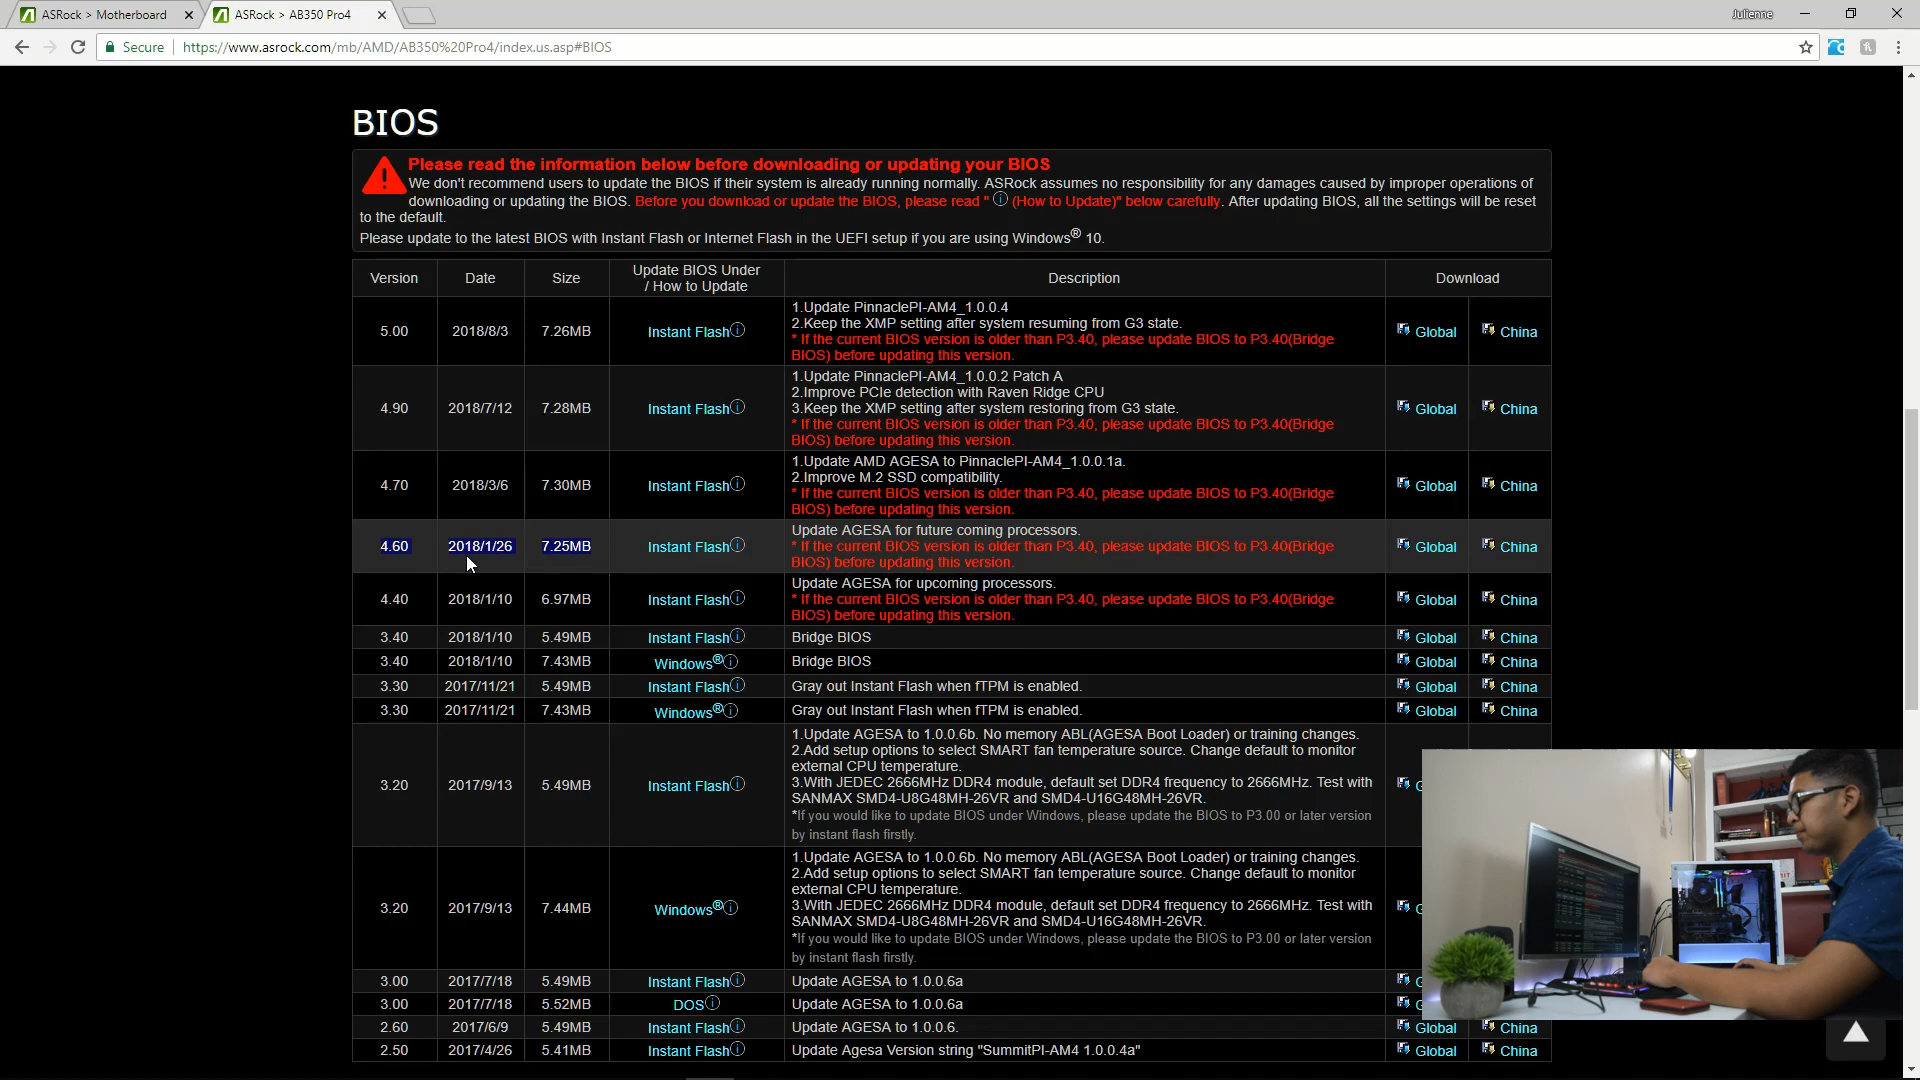 ASRock > Motherboard
ASRock > AB350 Pro4
Julienne
Secure
https://www.asrock.com/mb/AMD/AB350%20Pro4/index.us.asp#BIOS
BIOS
Please read the information below before downloading or updating your BIOS
We don't recommend users to update the BIOS if their system is already running normally. ASRock assumes no responsibility for any damages caused by improper operations of
downloading or updating the BIOS. Before you download or update the BIOS, please read " ⓘ (How to Update)" below carefully. After updating BIOS, all the settings will be reset
to the default.
Please update to the latest BIOS with Instant Flash or Internet Flash in the UEFI setup if you are using Windows® 10.
Version Date Size Update BIOS Under Description Download
/ How to Update
5.00 2018/8/3 7.26MB Instant Flashⓘ 1.Update PinnaclePI-AM4_1.0.0.4 Global China
2.Keep the XMP setting after system resuming from G3 state.
* If the current BIOS version is older than P3.40, please update BIOS to P3.40(Bridge
BIOS) before updating this version.
4.90 2018/7/12 7.28MB Instant Flashⓘ 1.Update PinnaclePI-AM4_1.0.0.2 Patch A Global China
2.Improve PCIe detection with Raven Ridge CPU
3.Keep the XMP setting after system restoring from G3 state.
* If the current BIOS version is older than P3.40, please update BIOS to P3.40(Bridge
BIOS) before updating this version.
4.70 2018/3/6 7.30MB Instant Flashⓘ 1.Update AMD AGESA to PinnaclePI-AM4_1.0.0.1a. Global China
2.Improve M.2 SSD compatibility.
* If the current BIOS version is older than P3.40, please update BIOS to P3.40(Bridge
BIOS) before updating this version.
4.60 2018/1/26 7.25MB Instant Flashⓘ Update AGESA for future coming processors. Global China
* If the current BIOS version is older than P3.40, please update BIOS to P3.40(Bridge
BIOS) before updating this version.
4.40 2018/1/10 6.97MB Instant Flashⓘ Update AGESA for upcoming processors. Global China
* If the current BIOS version is older than P3.40, please update BIOS to P3.40(Bridge
BIOS) before updating this version.
3.40 2018/1/10 5.49MB Instant Flashⓘ Bridge BIOS Global China
3.40 2018/1/10 7.43MB Windows®ⓘ Bridge BIOS Global China
3.30 2017/11/21 5.49MB Instant Flashⓘ Gray out Instant Flash when fTPM is enabled. Global China
3.30 2017/11/21 7.43MB Windows®ⓘ Gray out Instant Flash when fTPM is enabled. Global China
3.20 2017/9/13 5.49MB Instant Flashⓘ 1.Update AGESA to 1.0.0.6b. No memory ABL(AGESA Boot Loader) or training changes. G
2.Add setup options to select SMART fan temperature source. Change default to monitor
external CPU temperature.
3.With JEDEC 2666MHz DDR4 module, default set DDR4 frequency to 2666MHz. Test with
SANMAX SMD4-U8G48MH-26VR and SMD4-U16G48MH-26VR.
*If you would like to update BIOS under Windows, please update the BIOS to P3.00 or later version
by instant flash firstly.
3.20 2017/9/13 7.44MB Windows®ⓘ 1.Update AGESA to 1.0.0.6b. No memory ABL(AGESA Boot Loader) or training changes. G
2.Add setup options to select SMART fan temperature source. Change default to monitor
external CPU temperature.
3.With JEDEC 2666MHz DDR4 module, default set DDR4 frequency to 2666MHz. Test with
SANMAX SMD4-U8G48MH-26VR and SMD4-U16G48MH-26VR.
*If you would like to update BIOS under Windows, please update the BIOS to P3.00 or later version
by instant flash firstly.
3.00 2017/7/18 5.49MB Instant Flashⓘ Update AGESA to 1.0.0.6a G
3.00 2017/7/18 5.52MB DOSⓘ Update AGESA to 1.0.0.6a G
2.60 2017/6/9 5.49MB Instant Flashⓘ Update AGESA to 1.0.0.6. Global China
2.50 2017/4/26 5.41MB Instant Flashⓘ Update Agesa Version string "SummitPI-AM4 1.0.0.4a" Global China